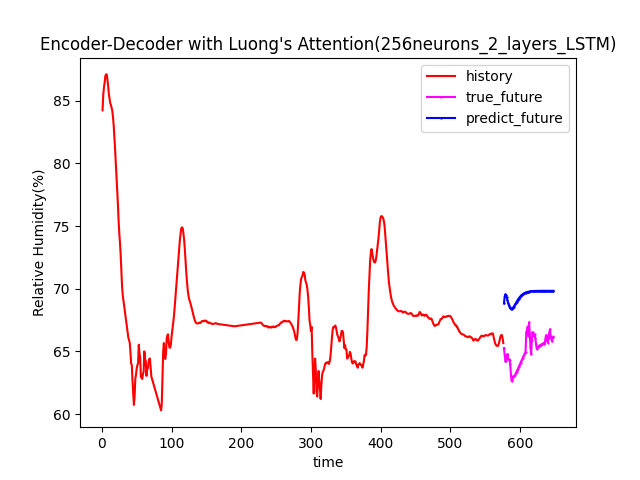 Encoder-Decoder with Luong's Attention(256neurons_2_layers_LSTM)
history
true_future
predict_future
Relative Humidity(%)
85
80
75
70
65
60
0 100 200 300 400 500 600
time